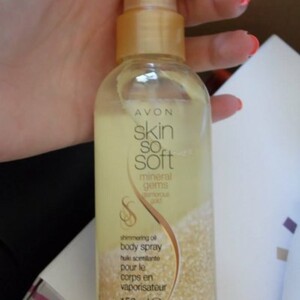 AVON
skin
so
soft
mineral
gems
shimmering oil
body spray
huile scintillante
pour le
corps en
vaporisateur